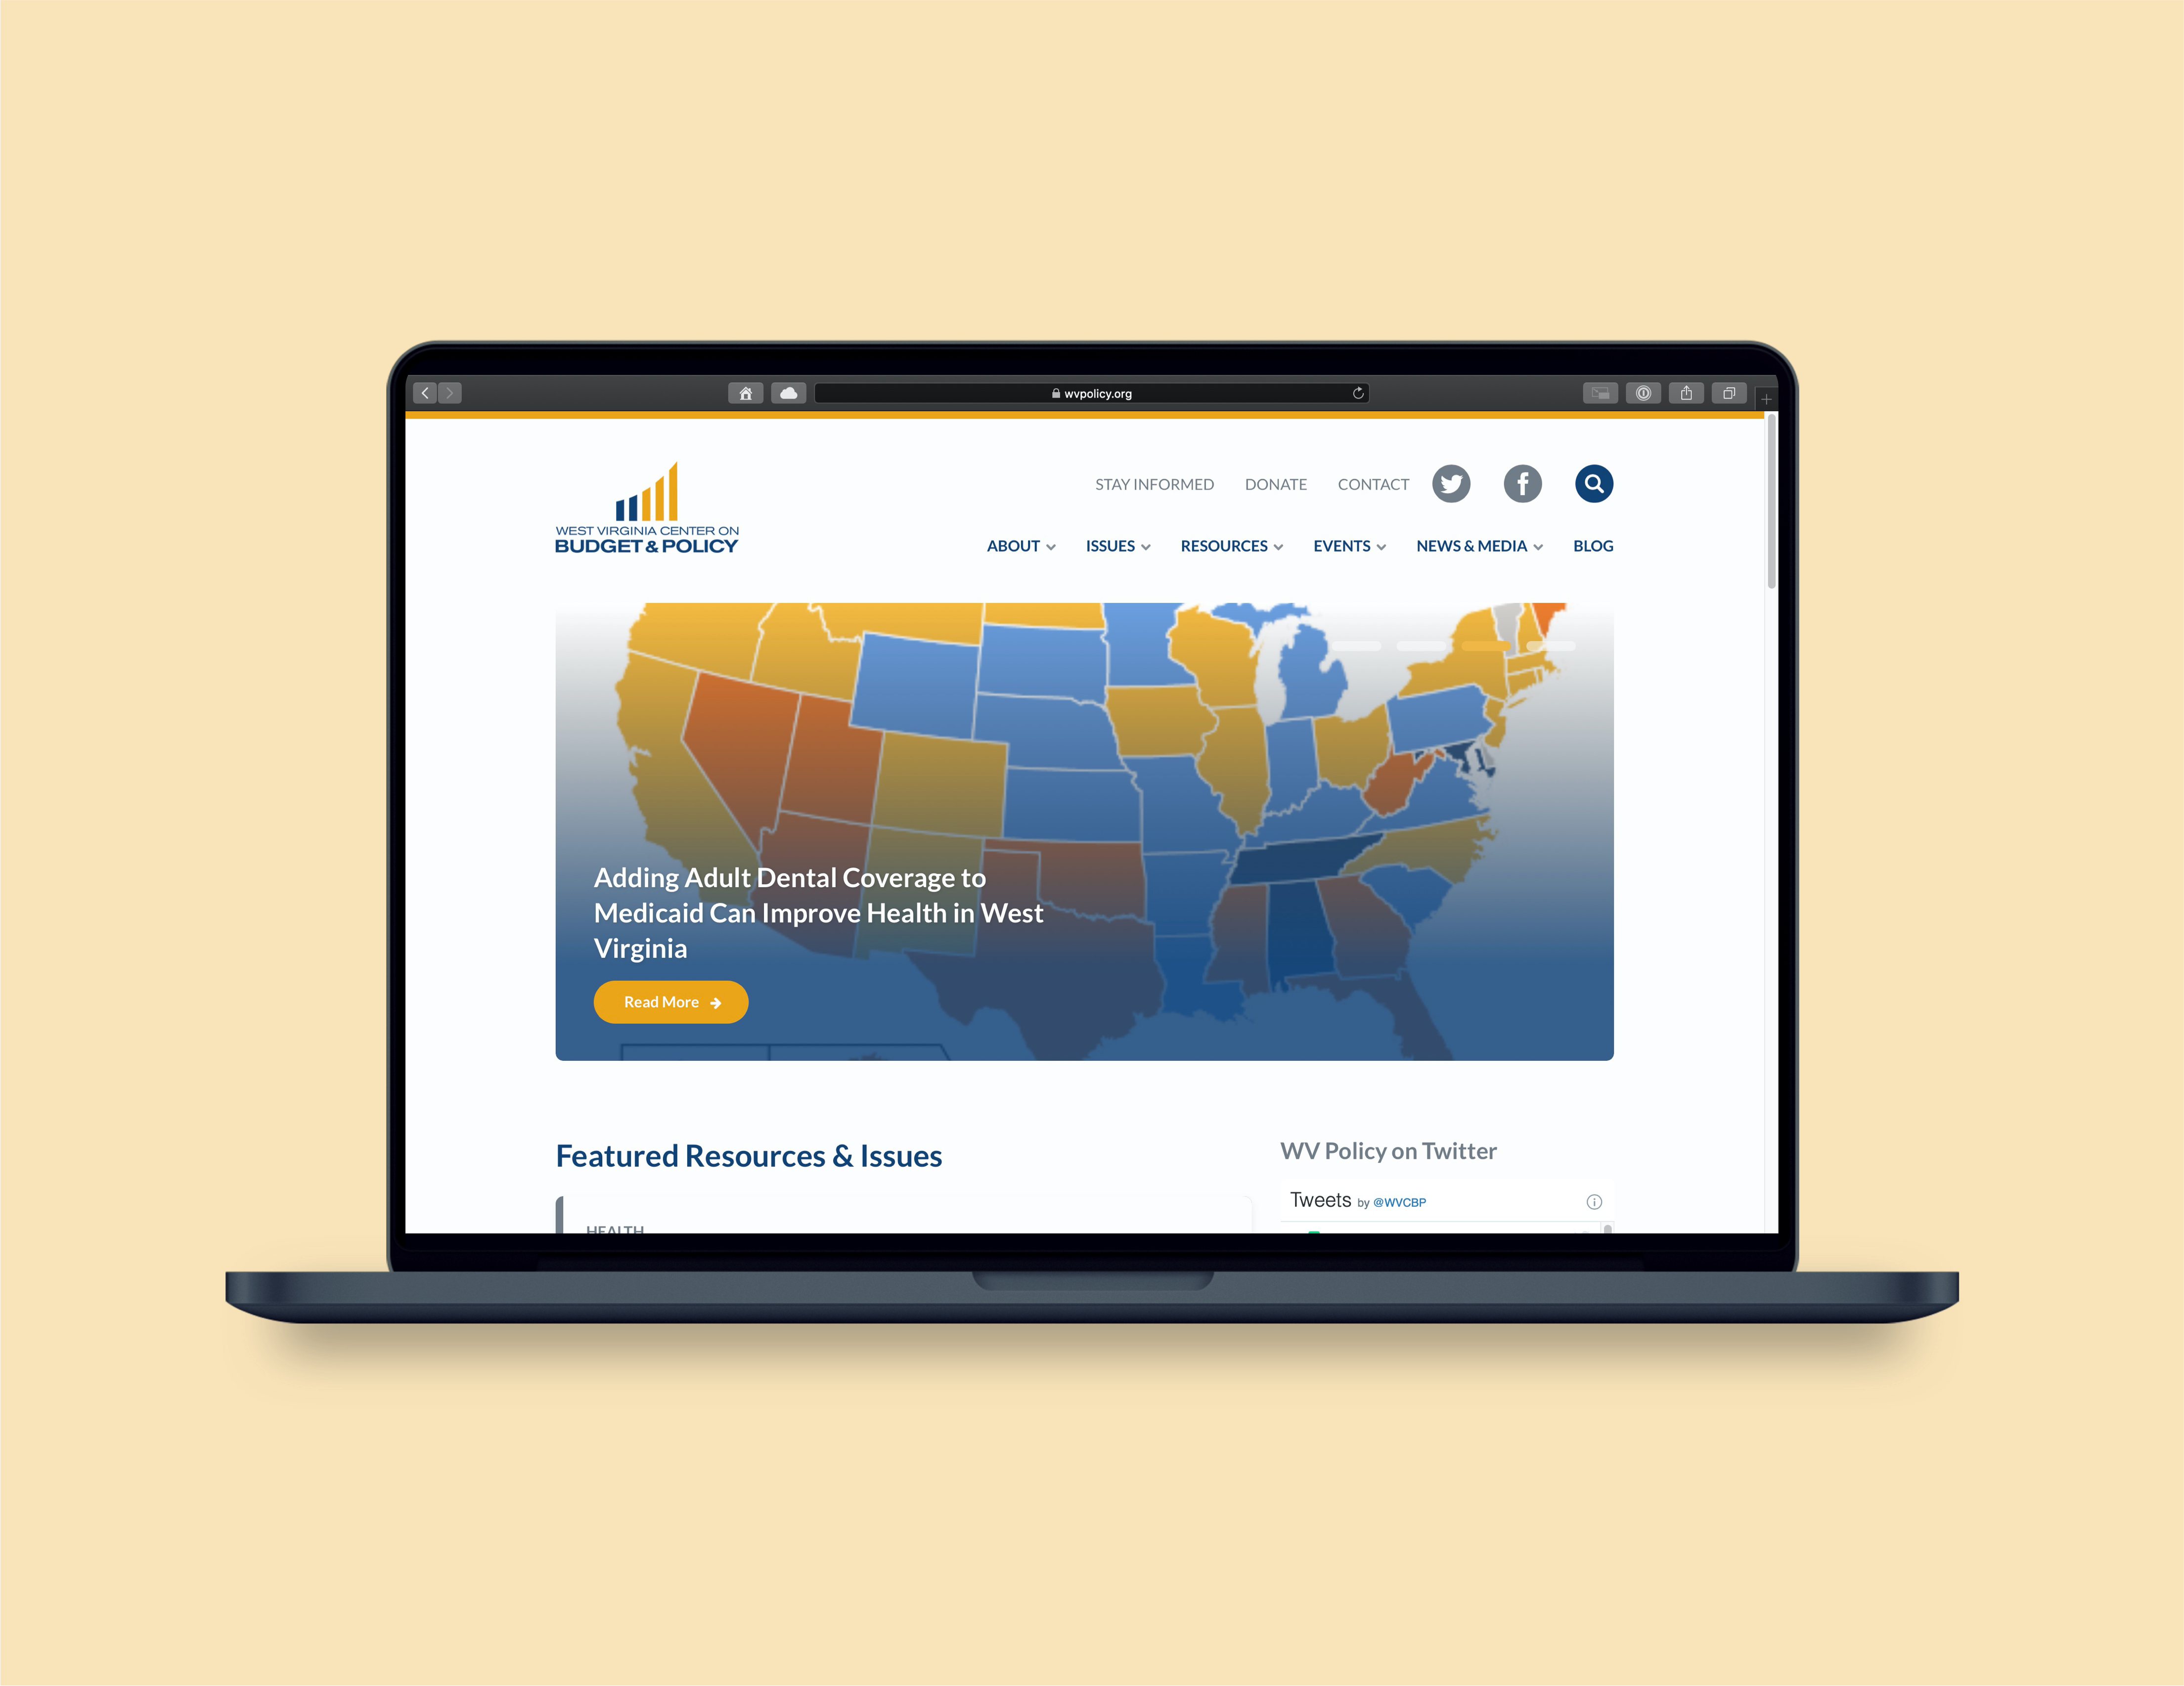 wvpolicy.org
STAY INFORMED DONATE CONTACT
WEST VIRGINIA CENTER ON
BUDGET & POLICY
ABOUT ISSUES RESOURCES EVENTS NEWS & MEDIA BLOG
Adding Adult Dental Coverage to
Medicaid Can Improve Health in West
Virginia
Read More
Featured Resources & Issues
HEALTH
WV Policy on Twitter
Tweets by @WVCBP